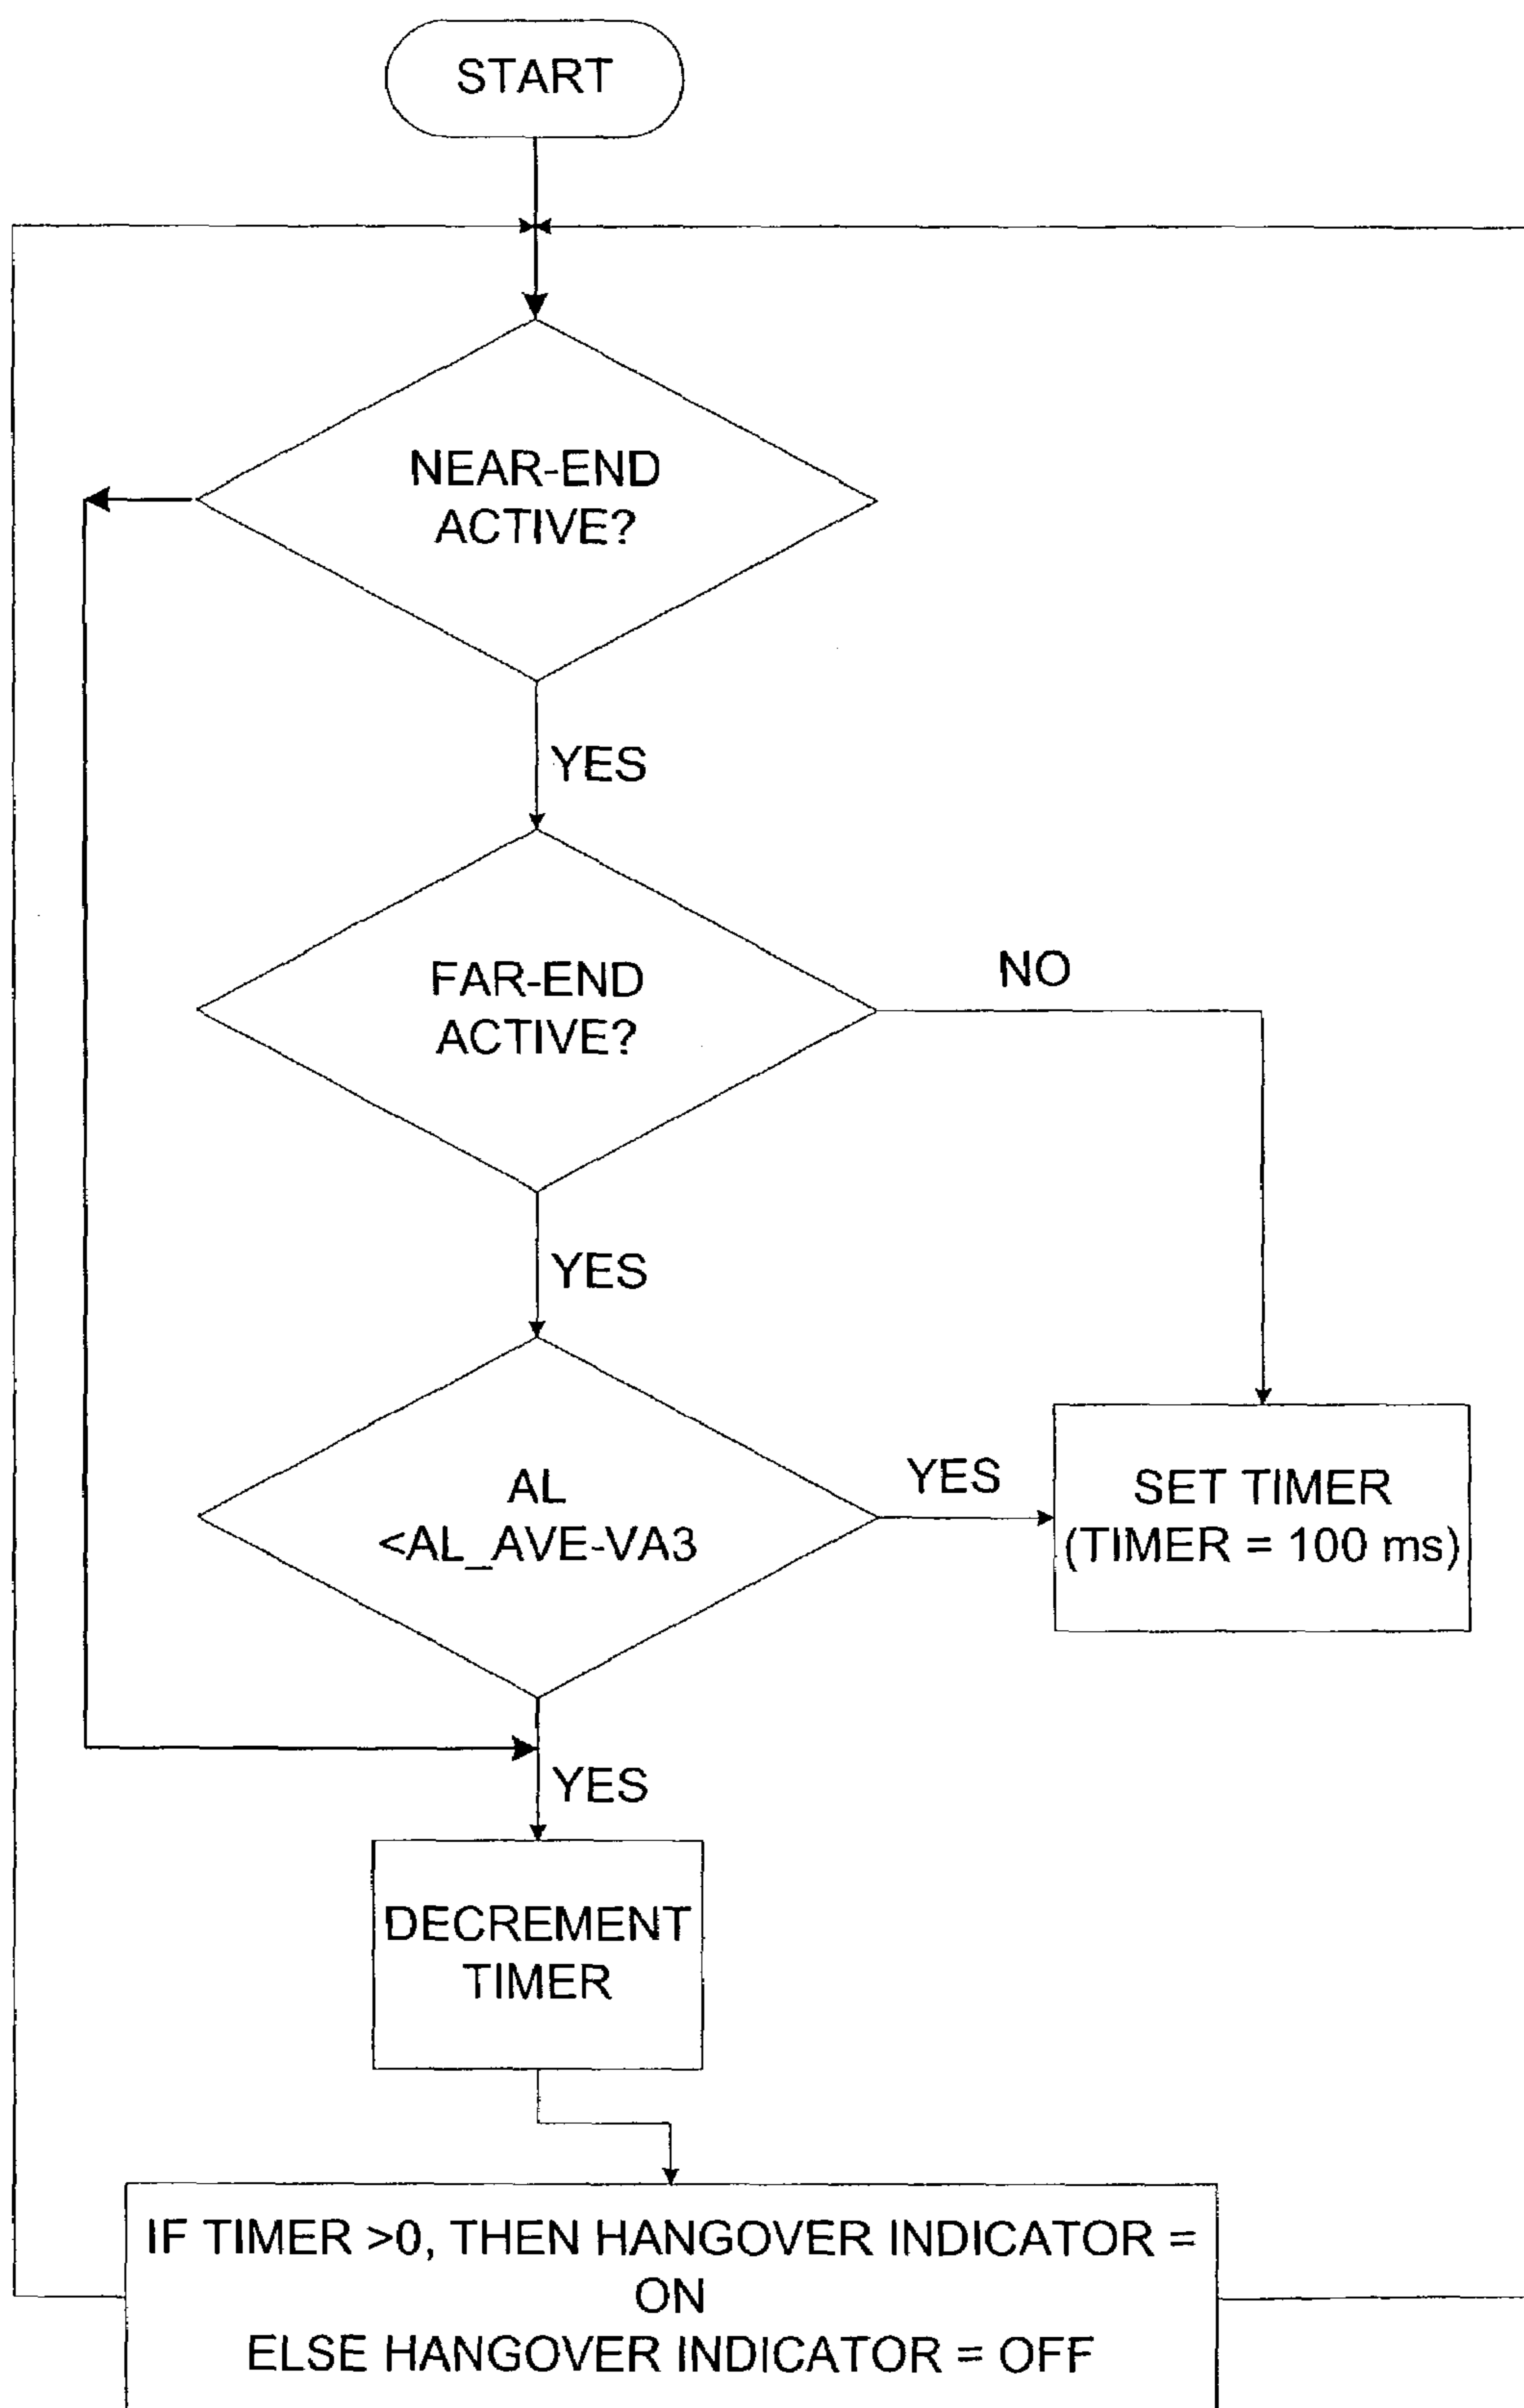 START
NEAR-END
ACTIVE?
YES
FAR-END
ACTIVE?
NO
YES
AL
<AL_AVE-VA3
YES
SET TIMER
(TIMER = 100 ms)
YES
DECREMENT
TIMER
IF TIMER >0, THEN HANGOVER INDICATOR =
ON
ELSE HANGOVER INDICATOR = OFF